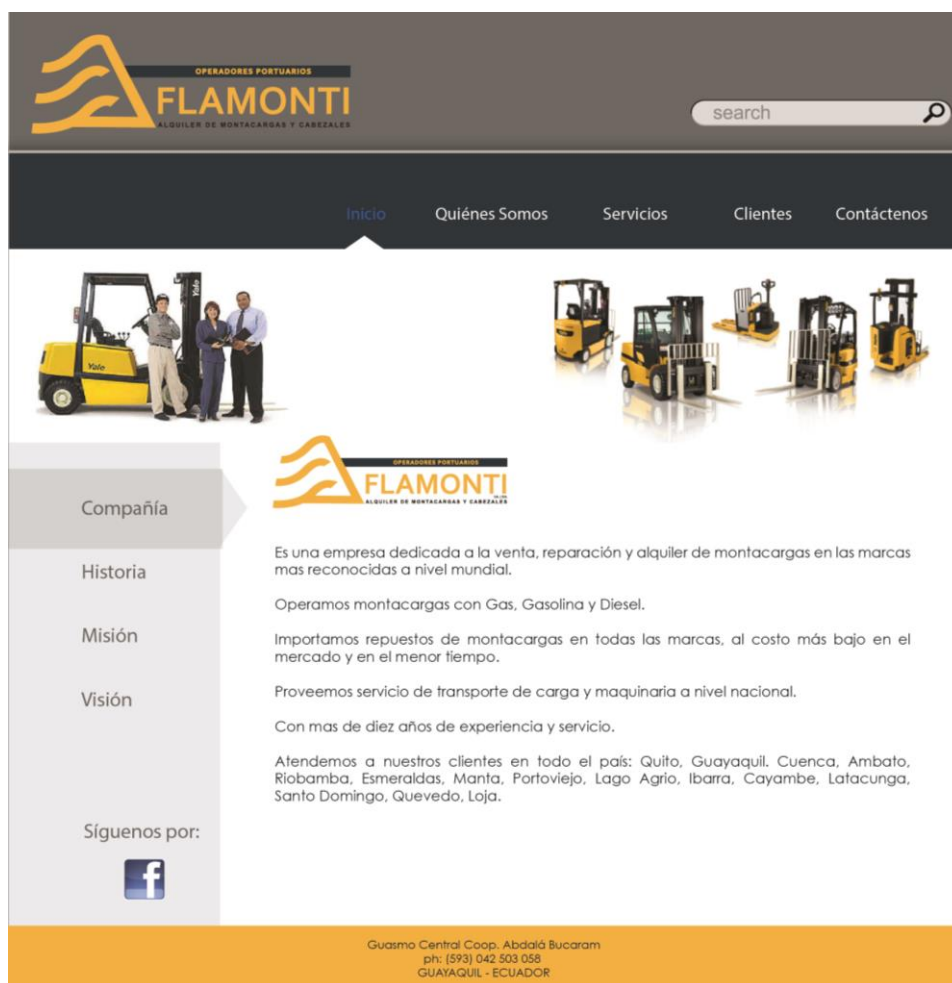 OPERADORES PORTUARIOS
FLAMONTI
ALQUILER DE MONTACARGAS Y CABEZALES
search
Inicio
Quiénes Somos
Servicios
Clientes
Contáctenos
Yale
Yale
OPERADORES PORTUARIOS
FLAMONTI
ALQUILER DE MONTACARGAS Y CABEZALES
Compañía
Historia
Misión
Visión
Es una empresa dedicada a la venta, reparación y alquiler de montacargas en las marcas
mas reconocidas a nivel mundial.
Operamos montacargas con Gas, Gasolina y Diesel.
Importamos repuestos de montacargas en todas las marcas, al costo más bajo en el
mercado y en el menor tiempo.
Proveemos servicio de transporte de carga y maquinaria a nivel nacional.
Con mas de diez años de experiencia y servicio.
Atendemos a nuestros clientes en todo el país: Quito, Guayaquil. Cuenca, Ambato,
Riobamba, Esmeraldas, Manta, Portoviejo, Lago Agrio, Ibarra, Cayambe, Latacunga,
Santo Domingo, Quevedo, Loja.
Síguenos por:
f
Guasmo Central Coop. Abdalá Bucaram
ph: (593) 042 503 058
GUAYAQUIL - ECUADOR